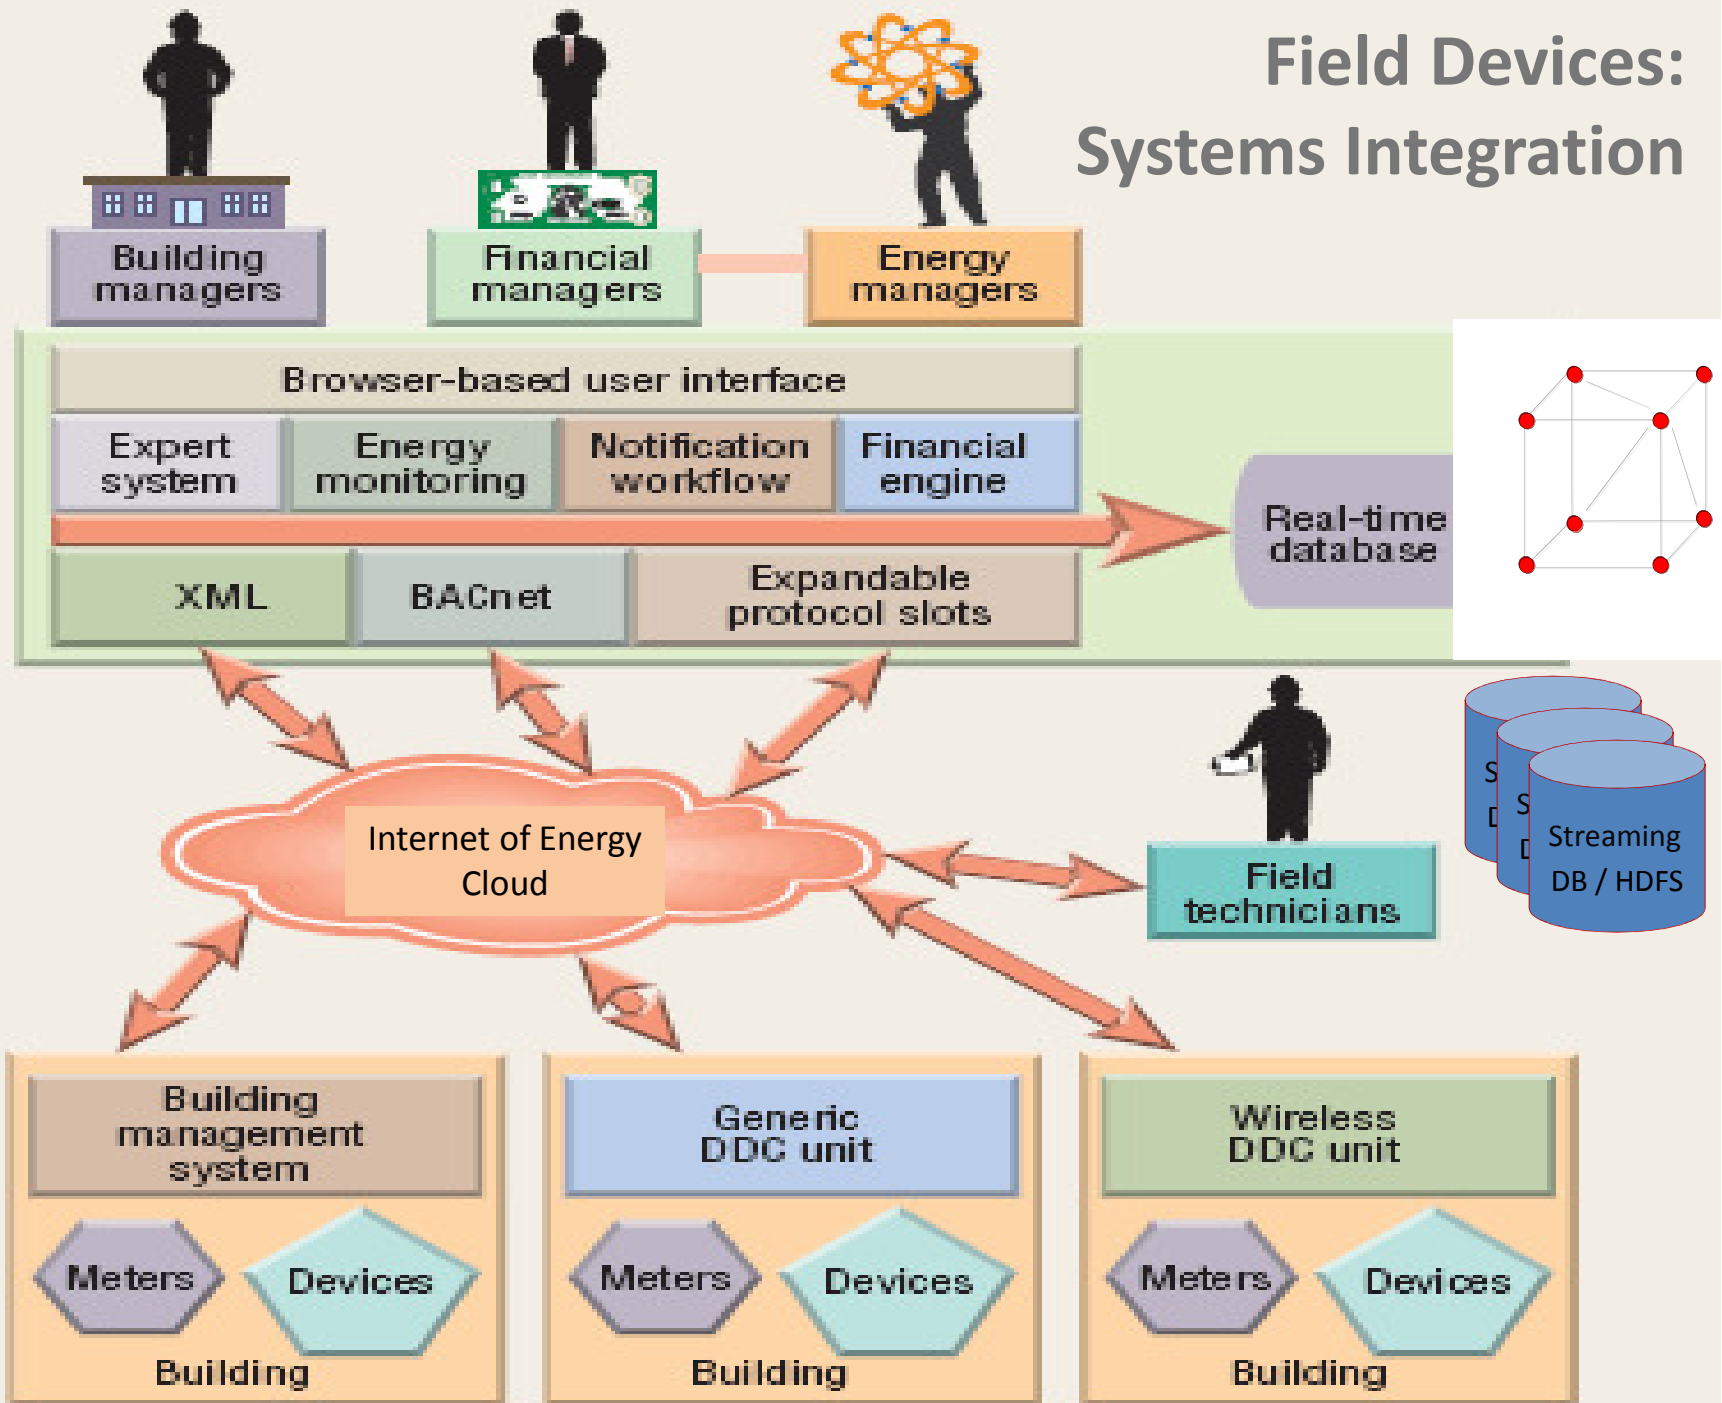 Field Devices:
Systems Integration
Building
managers
Financial
managers
Energy
managers
Browser-based user interface
Expert
system
Energy
monitoring
Notification
workflow
Financial
engine
Real-time
database
XML
BACnet
Expandable
protocol slots
Internet of Energy
Cloud
Field
technicians
S
D
S
D
Streaming
DB / HDFS
Building
management
system
Generic
DDC unit
Wireless
DDC unit
Meters
Devices
Meters
Devices
Meters
Devices
Building
Building
Building